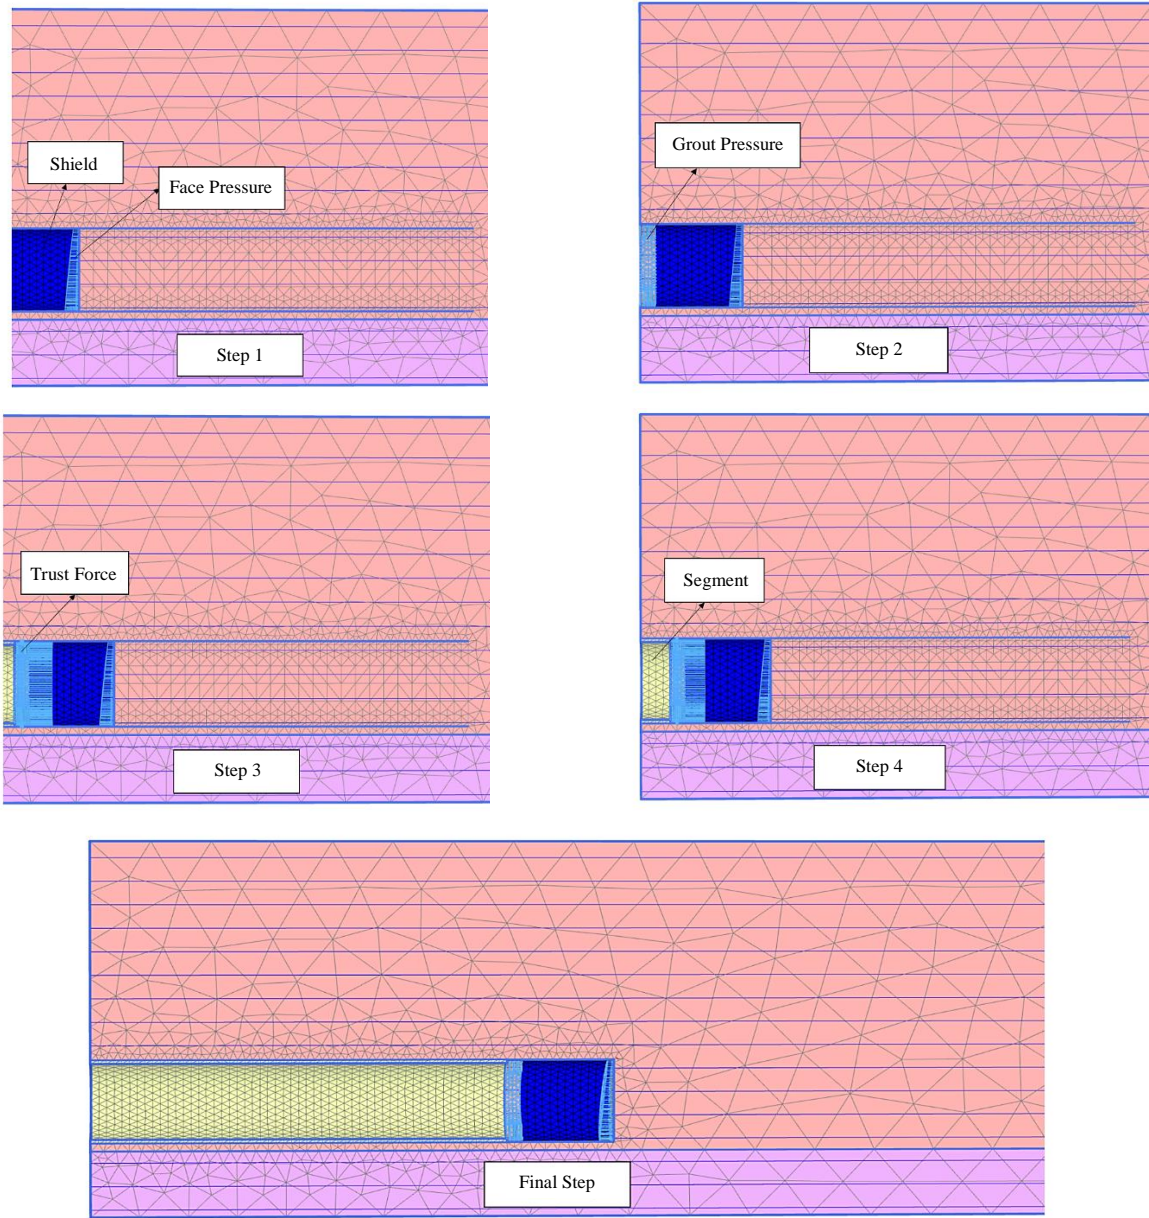 Shield
Face Pressure
Step 1
Grout Pressure
Step 2
Trust Force
Step 3
Segment
Step 4
Final Step